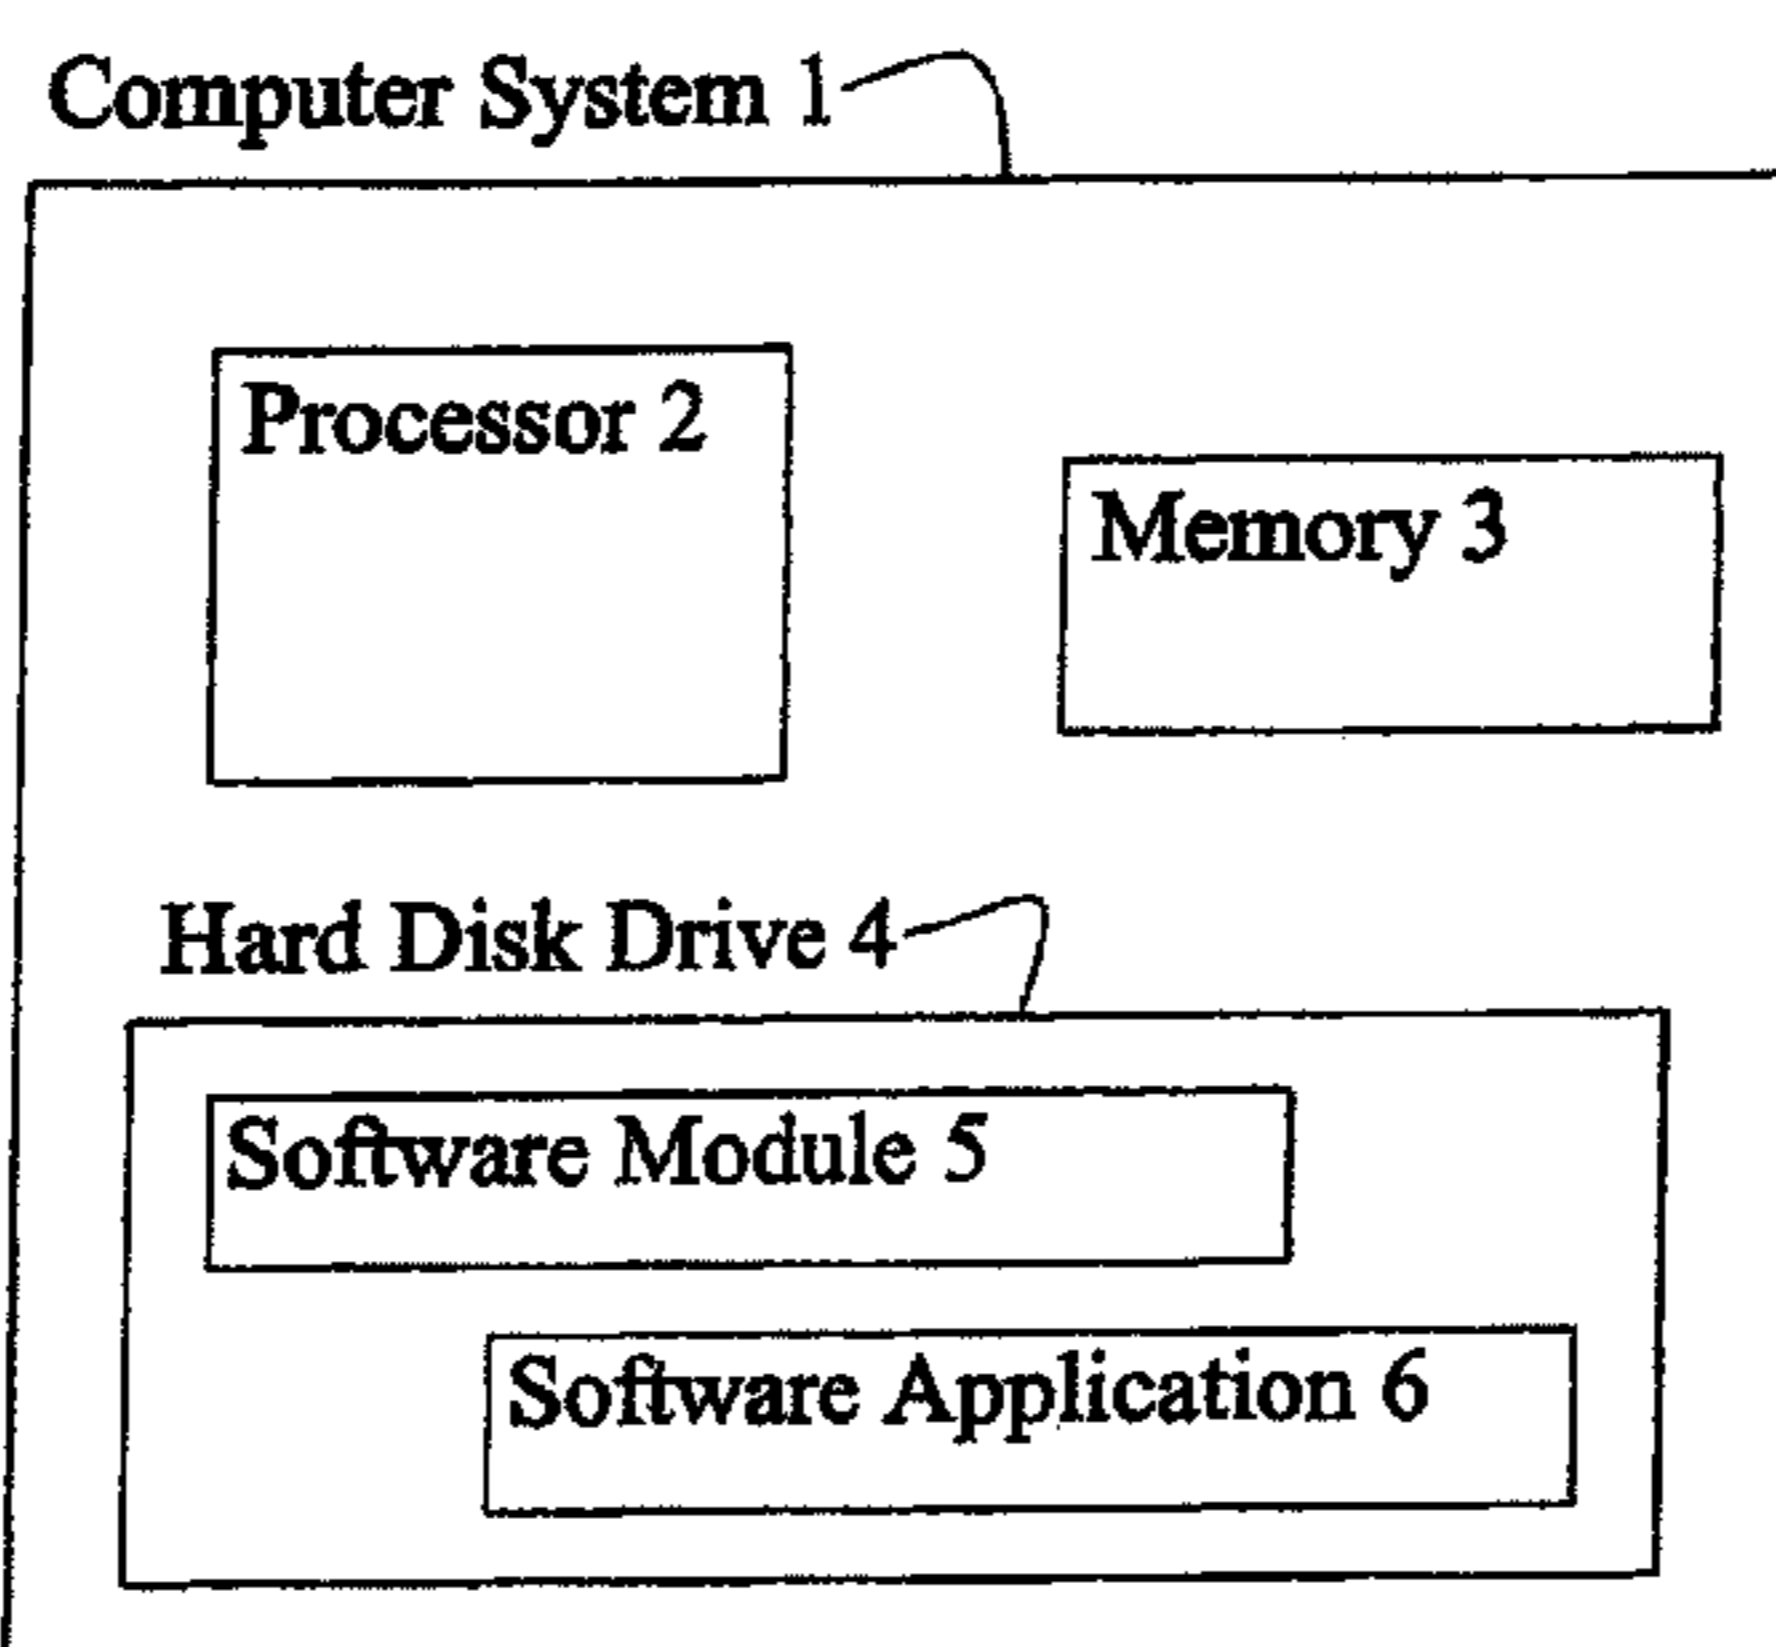 Computer System 1
Processor 2
Memory 3
Hard Disk Drive 4
Software Module 5
Software Application 6